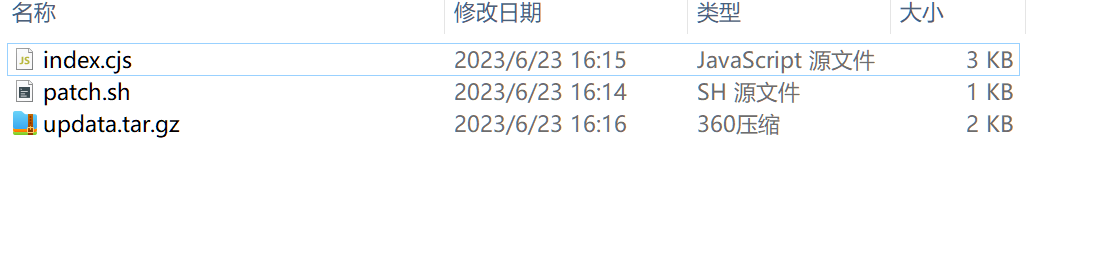 名称 修改日期 类型 大小
index.cjs 2023/6/23 16:15 JavaScript 源文件 3 KB
patch.sh 2023/6/23 16:14 SH 源文件 1 KB
updata.tar.gz 2023/6/23 16:16 360压缩 2 KB